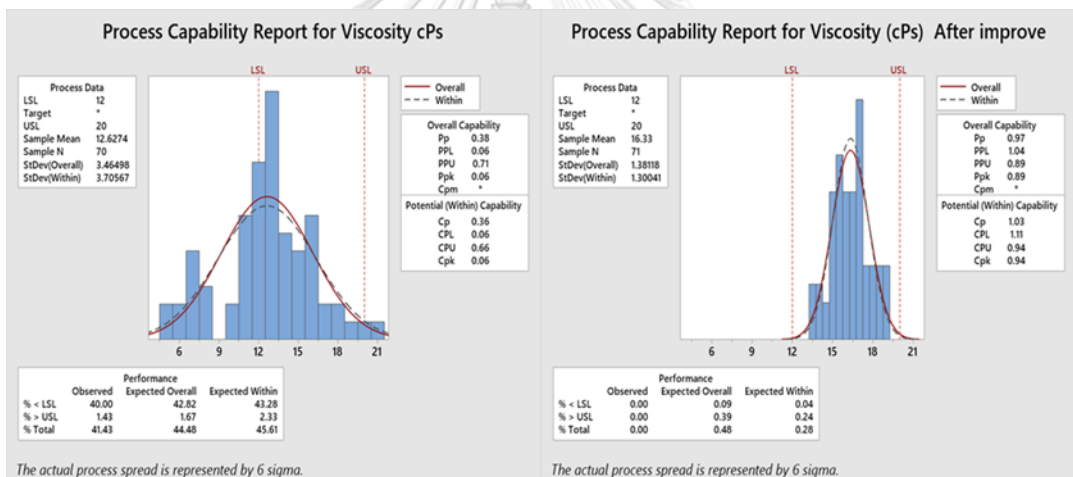 Process Capability Report for Viscosity cPs
LSL USL
Process Data
LSL 12
Target *
USL 20
Sample Mean 12.6274
Sample N 70
StDev(Overall) 3.46498
StDev(Within) 3.70567
Overall
Within
Overall Capability
Pp 0.38
PPL 0.06
PPU 0.71
Ppk 0.06
Cpm *
Potential (Within) Capability
Cp 0.36
CPL 0.06
CPU 0.66
Cpk 0.06
6 9 12 15 18 21
Performance
Observed Expected Overall Expected Within
% < LSL 40.00 42.82 43.28
% > USL 1.43 1.67 2.33
% Total 41.43 44.48 45.61
The actual process spread is represented by 6 sigma.
Process Capability Report for Viscosity (cPs) After improve
LSL USL
Process Data
LSL 12
Target *
USL 20
Sample Mean 16.33
Sample N 71
StDev(Overall) 1.38118
StDev(Within) 1.30041
Overall
Within
Overall Capability
Pp 0.97
PPL 1.04
PPU 0.89
Ppk 0.89
Cpm *
Potential (Within) Capability
Cp 1.03
CPL 1.11
CPU 0.94
Cpk 0.94
6 9 12 15 18 21
Performance
Observed Expected Overall Expected Within
% < LSL 0.00 0.09 0.04
% > USL 0.00 0.39 0.24
% Total 0.00 0.48 0.28
The actual process spread is represented by 6 sigma.